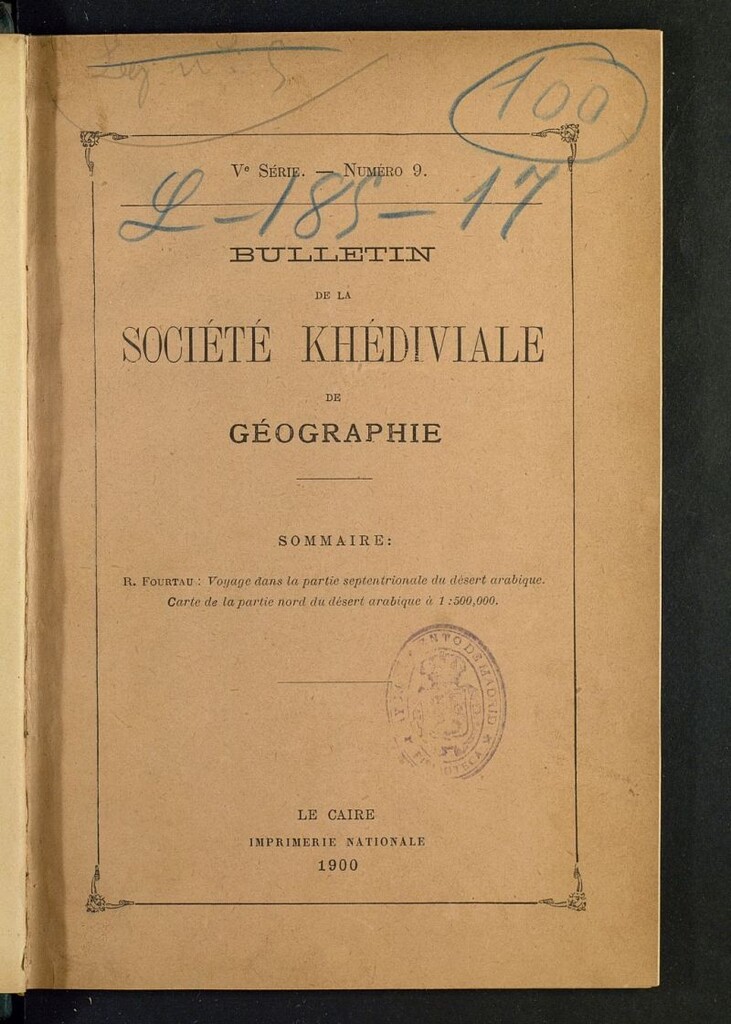 100
Vᵉ SÉRIE. — NUMÉRO 9.
L-185-17
BULLETIN
DE LA
SOCIÉTÉ KHÉDIVIALE
DE
GÉOGRAPHIE
SOMMAIRE:
R. FOURTAU : Voyage dans la partie septentrionale du désert arabique.
Carte de la partie nord du désert arabique à 1 :500,000.
DE MADRID
LE CAIRE
IMPRIMERIE NATIONALE
1900